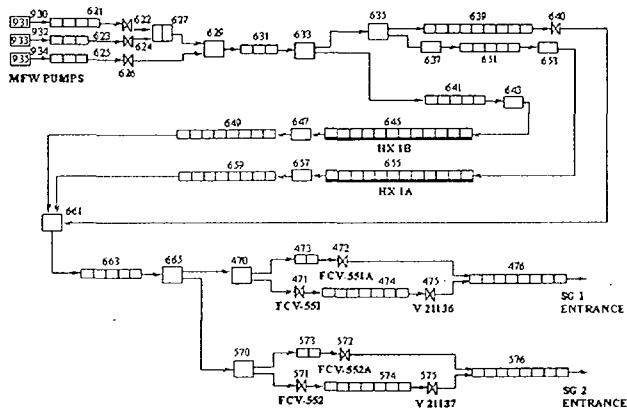 930 621 622 627
931
932 623 624
933
934 625 626
935
MFW PUMPS
629 631 633 635 639 640
637 651 653
641 643
649 647 645
HX 1B
659 657 655
HX 1A
661
663 665 470 473 472
FCV-551A
471 474 475 476
FCV-551 V 21136
SG 1
ENTRANCE
570 573 572
FCV-552A
571 574 575 576
FCV-552 V 21137
SG 2
ENTRANCE